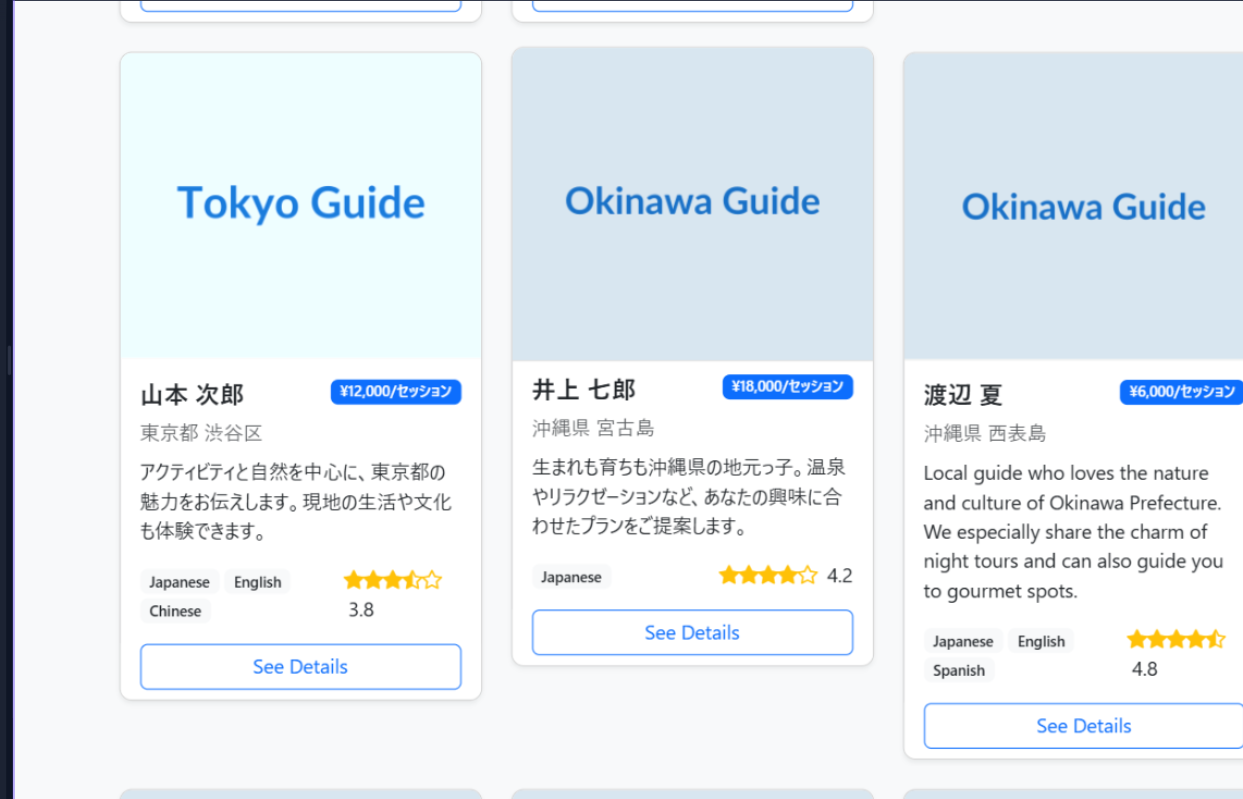 Tokyo Guide
山本 次郎
¥12,000/セッション
東京都 渋谷区
アクティビティと自然を中心に、東京都の
魅力をお伝えします。現地の生活や文化
も体験できます。
Japanese English
Chinese
3.8
See Details
Okinawa Guide
井上 七郎
¥18,000/セッション
沖縄県 宮古島
生まれも育ちも沖縄県の地元っ子。温泉
やリラクゼーションなど、あなたの興味に合
わせたプランをご提案します。
Japanese
4.2
See Details
Okinawa Guide
渡辺 夏
¥6,000/セッション
沖縄県 西表島
Local guide who loves the nature
and culture of Okinawa Prefecture.
We especially share the charm of
night tours and can also guide you
to gourmet spots.
Japanese English
Spanish
4.8
See Details